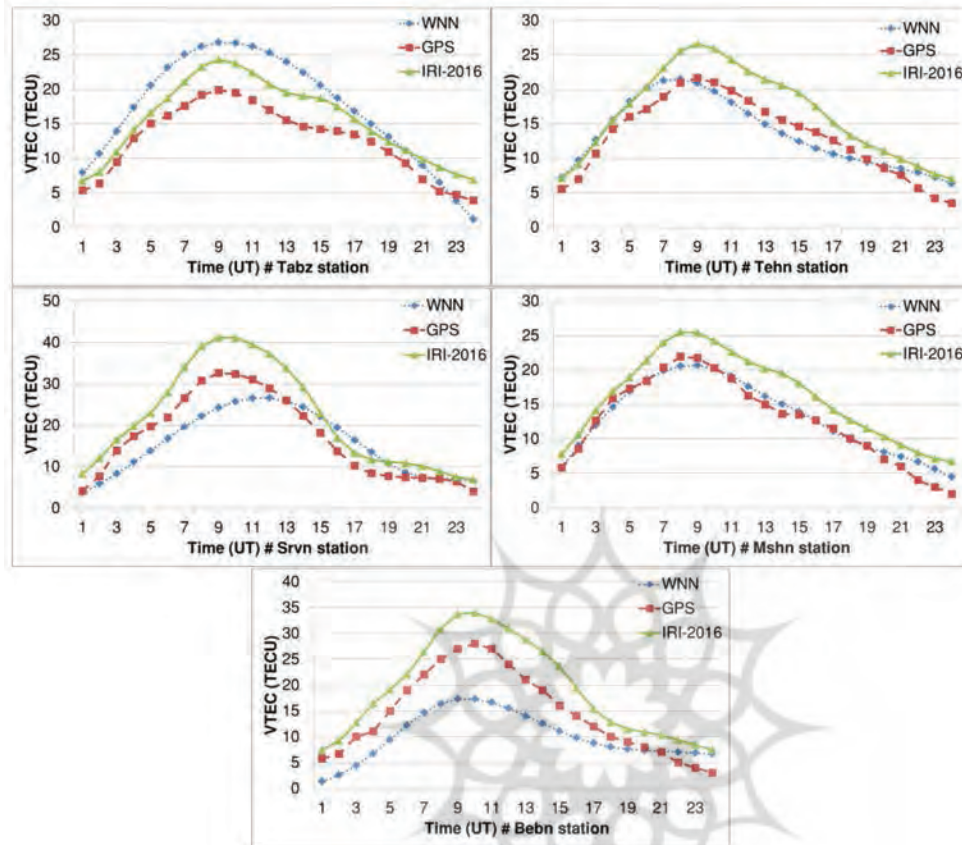 30
25
20
15
10
5
0
VTEC (TECU)
WNN
GPS
IRI-2016
1 3 5 7 9 11 13 15 17 19 21 23
Time (UT) # Tabz station
30
25
20
15
10
5
0
VTEC (TECU)
WNN
GPS
IRI-2016
1 3 5 7 9 11 13 15 17 19 21 23
Time (UT) # Tehn station
50
40
30
20
10
0
VTEC (TECU)
WNN
GPS
IRI-2016
1 3 5 7 9 11 13 15 17 19 21 23
Time (UT) # Srvn station
30
25
20
15
10
5
0
VTEC (TECU)
WNN
GPS
IRI-2016
1 3 5 7 9 11 13 15 17 19 21 23
Time (UT) # Mshn station
40
35
30
25
20
15
10
5
0
VTEC (TECU)
WNN
GPS
IRI-2016
1 3 5 7 9 11 13 15 17 19 21 23
Time (UT) # Bebn station